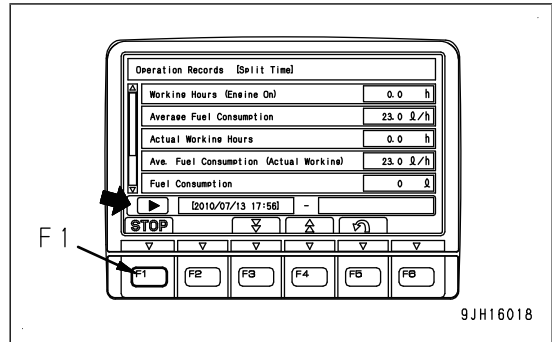 Operation Records [Split Time]
Working Hours (Engine On) 0.0 h
Average Fuel Consumption 23.0 ℓ/h
Actual Working Hours 0.0 h
Ave. Fuel Consumption (Actual Working) 23.0 ℓ/h
Fuel Consumption 0 ℓ
[2010/07/13 17:56] -
STOP
F1
F1 F2 F3 F4 F5 F6
9JH16018